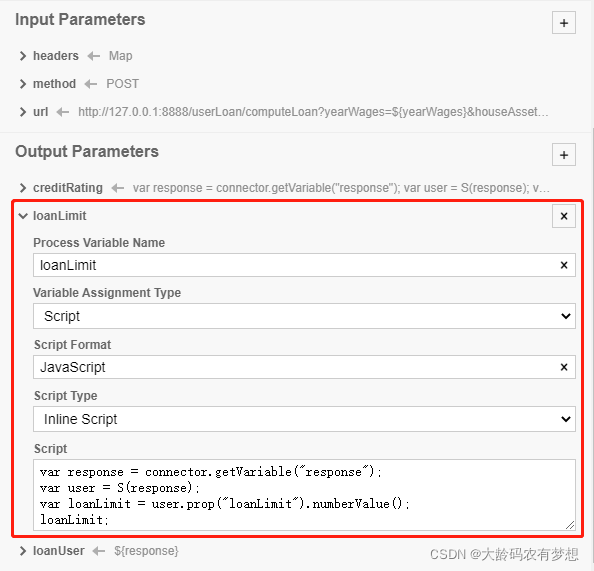 Input Parameters
headers ← Map
method ← POST
url ← http://127.0.0.1:8888/userLoan/computeLoan?yearWages=${yearWages}&houseAsset…
Output Parameters
creditRating ← var response = connector.getVariable("response"); var user = S(response); v…
loanLimit
Process Variable Name
loanLimit
Variable Assignment Type
Script
Script Format
JavaScript
Script Type
Inline Script
Script
var response = connector.getVariable("response");
var user = S(response);
var loanLimit = user.prop("loanLimit").numberValue();
loanLimit;
loanUser ← ${response}
CSDN @大龄码农有梦想